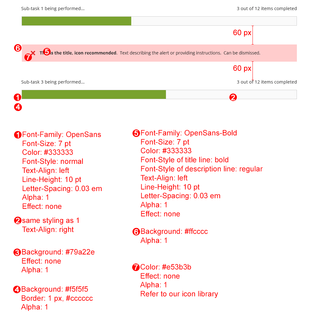 Sub-task 1 being performed...
3 out of 12 items completed
60 px
6
5
This is the title, icon recommended. Text describing the alert or providing instructions. Can be dismissed.
7
60 px
Sub-task 3 being performed...
3 out of 12 items completed
1
3
2
4
1 Font-Family: OpenSans
Font-Size: 7 pt
Color: #333333
Font-Style: normal
Text-Align: left
Line-Height: 10 pt
Letter-Spacing: 0.03 em
Alpha: 1
Effect: none
2 same styling as 1
Text-Align: right
3 Background: #79a22e
Effect: none
Alpha: 1
4 Background: #f5f5f5
Border: 1 px, #cccccc
Alpha: 1
5 Font-Family: OpenSans-Bold
Font-Size: 7 pt
Color: #333333
Font-Style of title line: bold
Font-Style of description line: regular
Text-Align: left
Line-Height: 10 pt
Letter-Spacing: 0.03 em
Alpha: 1
Effect: none
6 Background: #ffcccc
Alpha: 1
7 Color: #e53b3b
Effect: none
Alpha: 1
Refer to our icon library